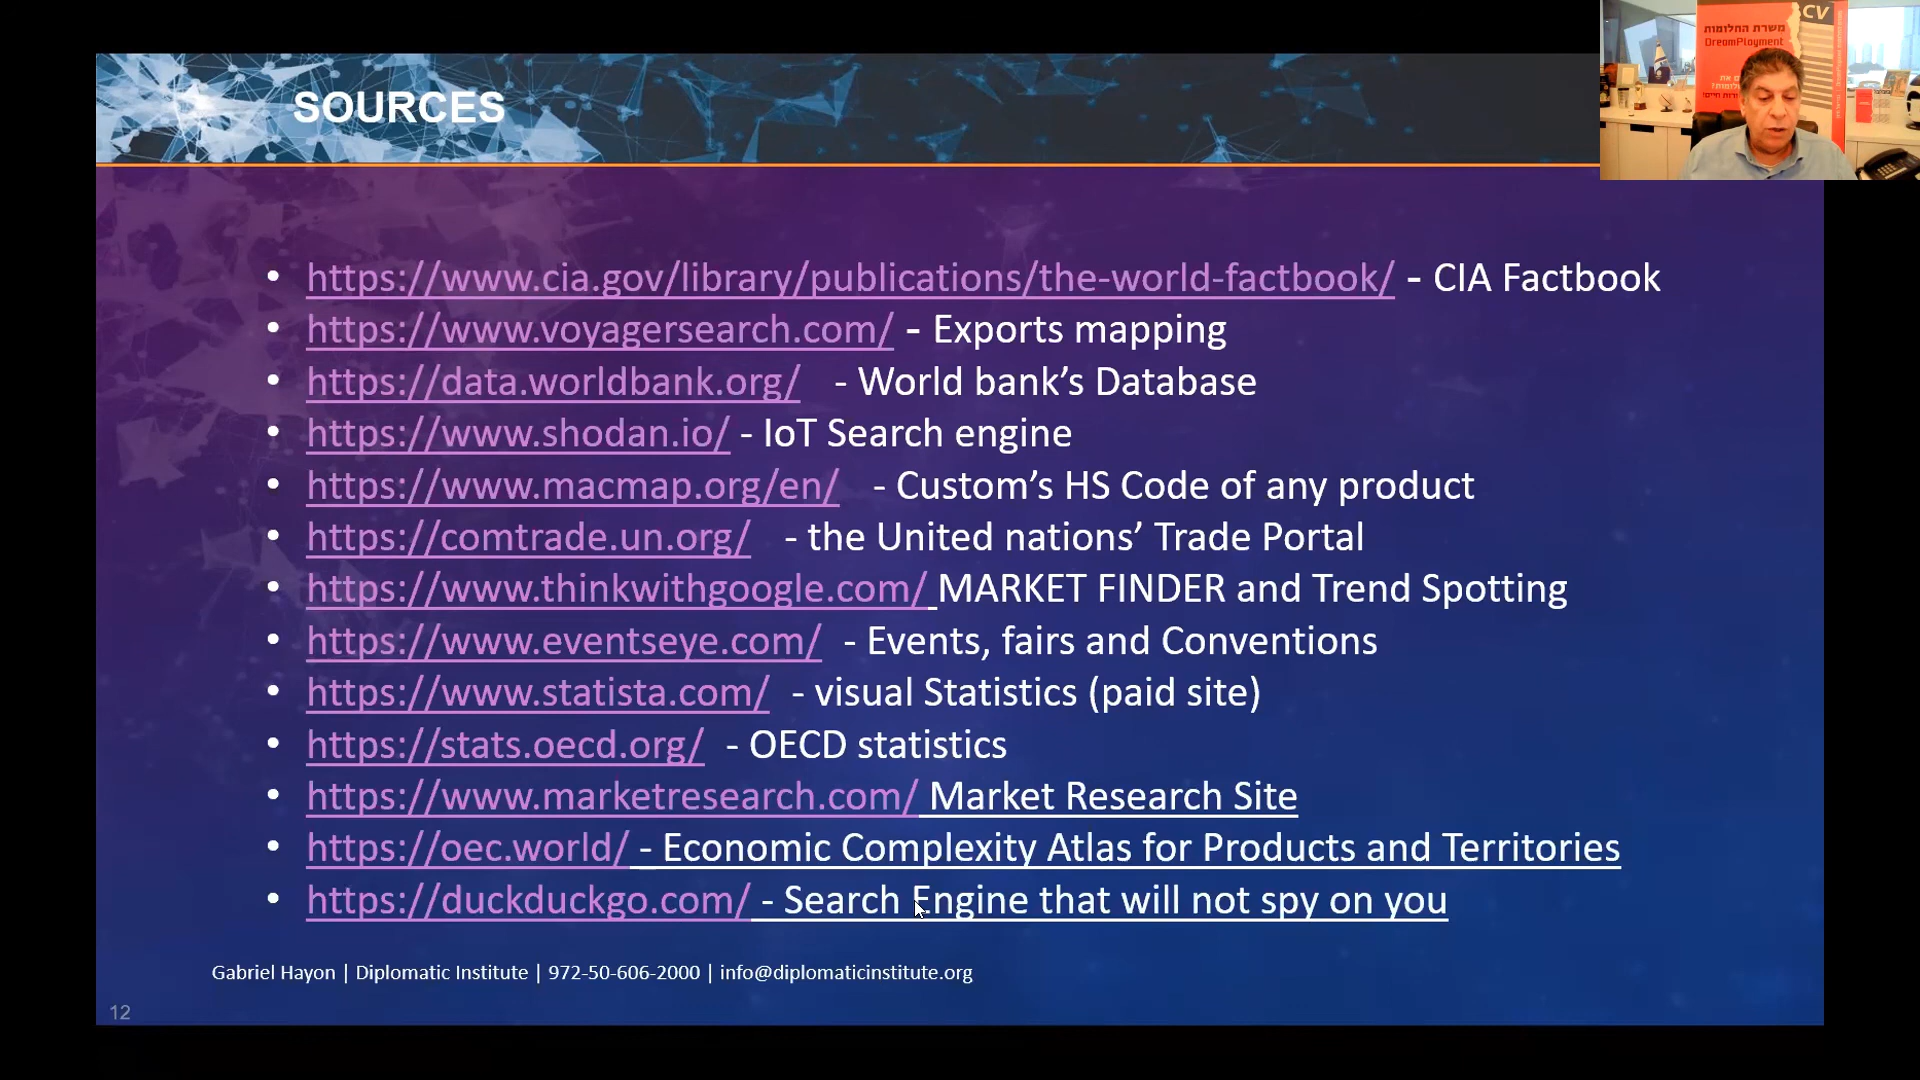 SOURCES
CV
משרת החלומות
DreamPloyment
• https://www.cia.gov/library/publications/the-world-factbook/ - CIA Factbook
• https://www.voyagersearch.com/ - Exports mapping
• https://data.worldbank.org/ - World bank’s Database
• https://www.shodan.io/ - IoT Search engine
• https://www.macmap.org/en/ - Custom’s HS Code of any product
• https://comtrade.un.org/ - the United nations’ Trade Portal
• https://www.thinkwithgoogle.com/ MARKET FINDER and Trend Spotting
• https://www.eventseye.com/ - Events, fairs and Conventions
• https://www.statista.com/ - visual Statistics (paid site)
• https://stats.oecd.org/ - OECD statistics
• https://www.marketresearch.com/ Market Research Site
• https://oec.world/ - Economic Complexity Atlas for Products and Territories
• https://duckduckgo.com/ - Search Engine that will not spy on you
Gabriel Hayon | Diplomatic Institute | 972-50-606-2000 | info@diplomaticinstitute.org
12